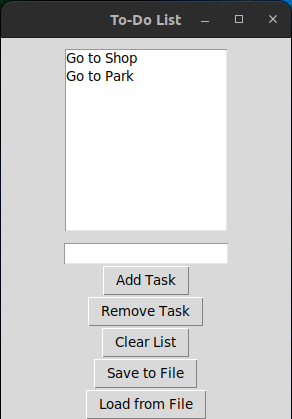 To-Do List
Go to Shop
Go to Park
Add Task
Remove Task
Clear List
Save to File
Load from File